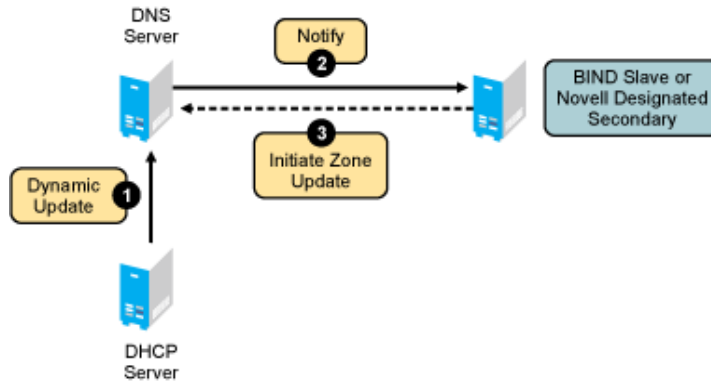 DNS
Server
Notify
2
BIND Slave or
Novell Designated
Secondary
3
Initiate Zone
Update
Dynamic
Update
1
DHCP
Server